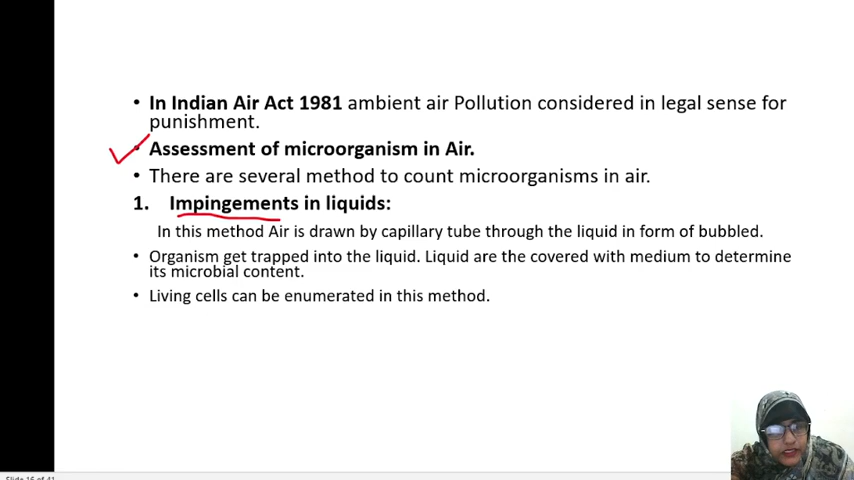 • In Indian Air Act 1981 ambient air Pollution considered in legal sense for
punishment.
• Assessment of microorganism in Air.
• There are several method to count microorganisms in air.
1. Impingements in liquids:
In this method Air is drawn by capillary tube through the liquid in form of bubbled.
• Organism get trapped into the liquid. Liquid are the covered with medium to determine
its microbial content.
• Living cells can be enumerated in this method.
Slide 16 of 41